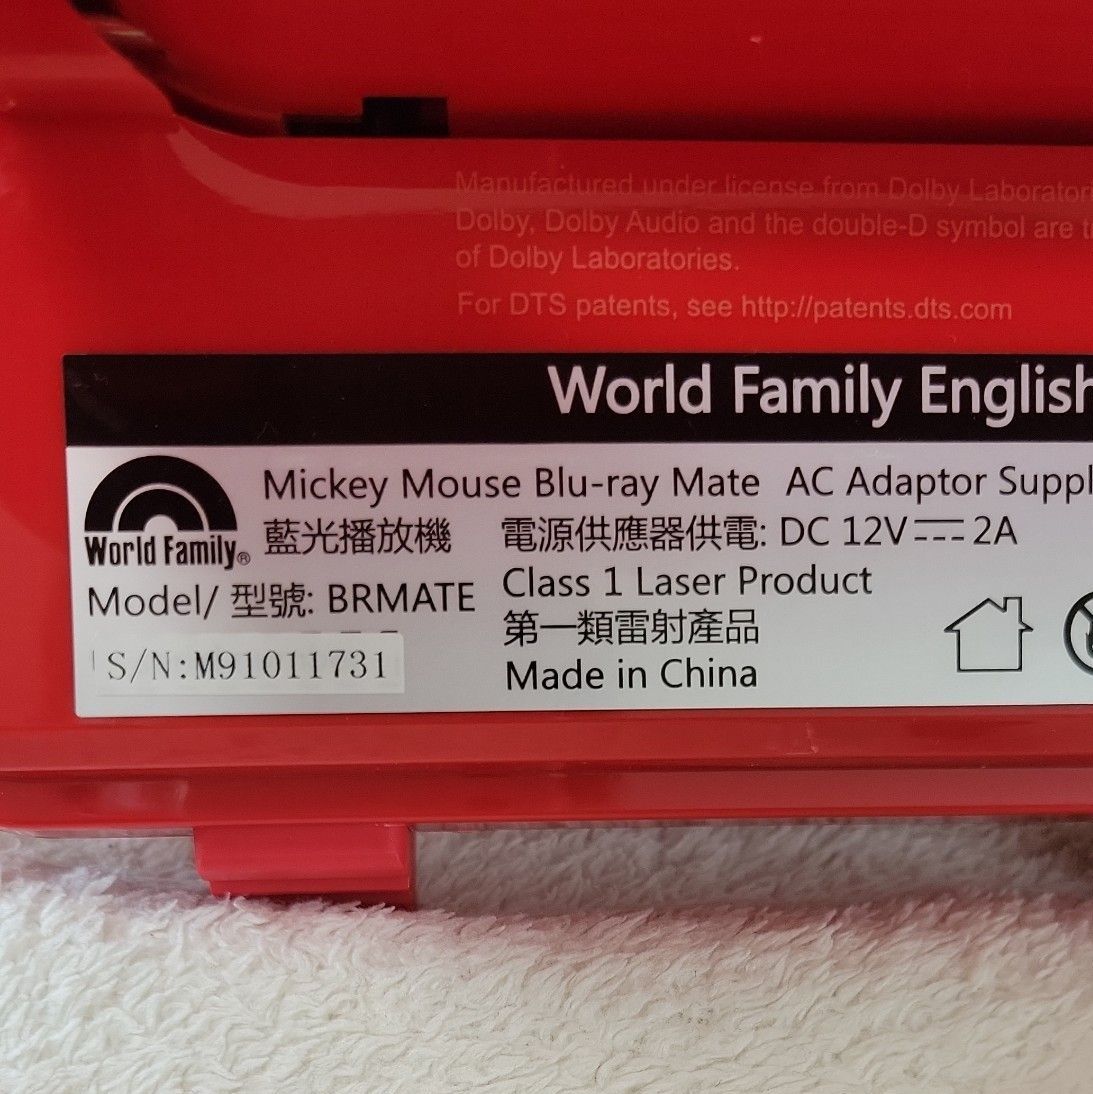 Manufactured under license from Dolby
Dolby, Dolby Audio and the double-D symbol are
of Dolby Laboratories.
For DTS patents, see http://patents.dts.com
World Family English
World Family®
Mickey Mouse Blu-ray Mate AC Adaptor
藍光播放機 電源供應器供電: DC 12V⎓2A
Model/ 型號: BRMATE Class 1 Laser Product
第一類雷射產品
S/N:M91011731 Made in China